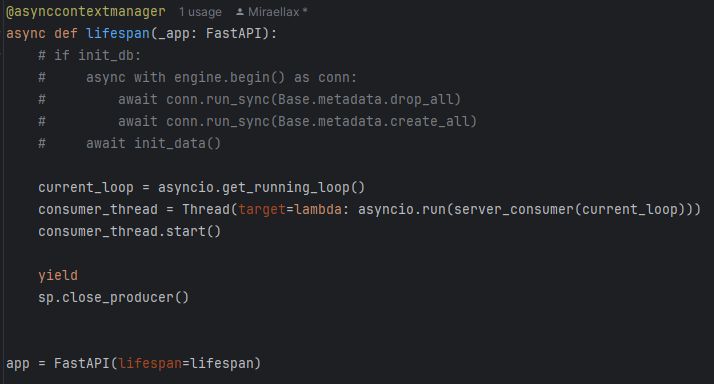 @asynccontextmanager 1 usage Miraellax *
async def lifespan(_app: FastAPI):
    # if init_db:
    #     async with engine.begin() as conn:
    #         await conn.run_sync(Base.metadata.drop_all)
    #         await conn.run_sync(Base.metadata.create_all)
    #     await init_data()

    current_loop = asyncio.get_running_loop()
    consumer_thread = Thread(target=lambda: asyncio.run(server_consumer(current_loop)))
    consumer_thread.start()

    yield
    sp.close_producer()


app = FastAPI(lifespan=lifespan)